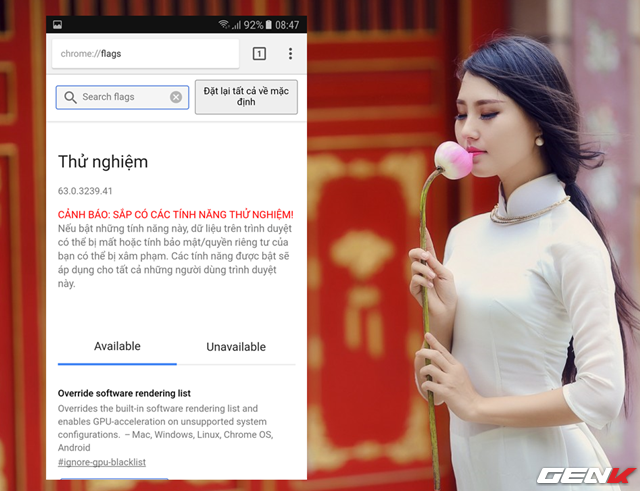 92% 08:47
chrome://flags 1
Search flags
Đặt lại tất cả về mặc
định
Thử nghiệm
63.0.3239.41
CẢNH BÁO: SẮP CÓ CÁC TÍNH NĂNG THỬ NGHIỆM!
Nếu bật những tính năng này, dữ liệu trên trình duyệt
có thể bị mất hoặc tính bảo mật/quyền riêng tư của
bạn có thể bị xâm phạm. Các tính năng được bật sẽ
áp dụng cho tất cả những người dùng trình duyệt
này.
Available Unavailable
Override software rendering list
Overrides the built-in software rendering list and
enables GPU-acceleration on unsupported system
configurations. – Mac, Windows, Linux, Chrome OS,
Android
#ignore-gpu-blacklist
GENK